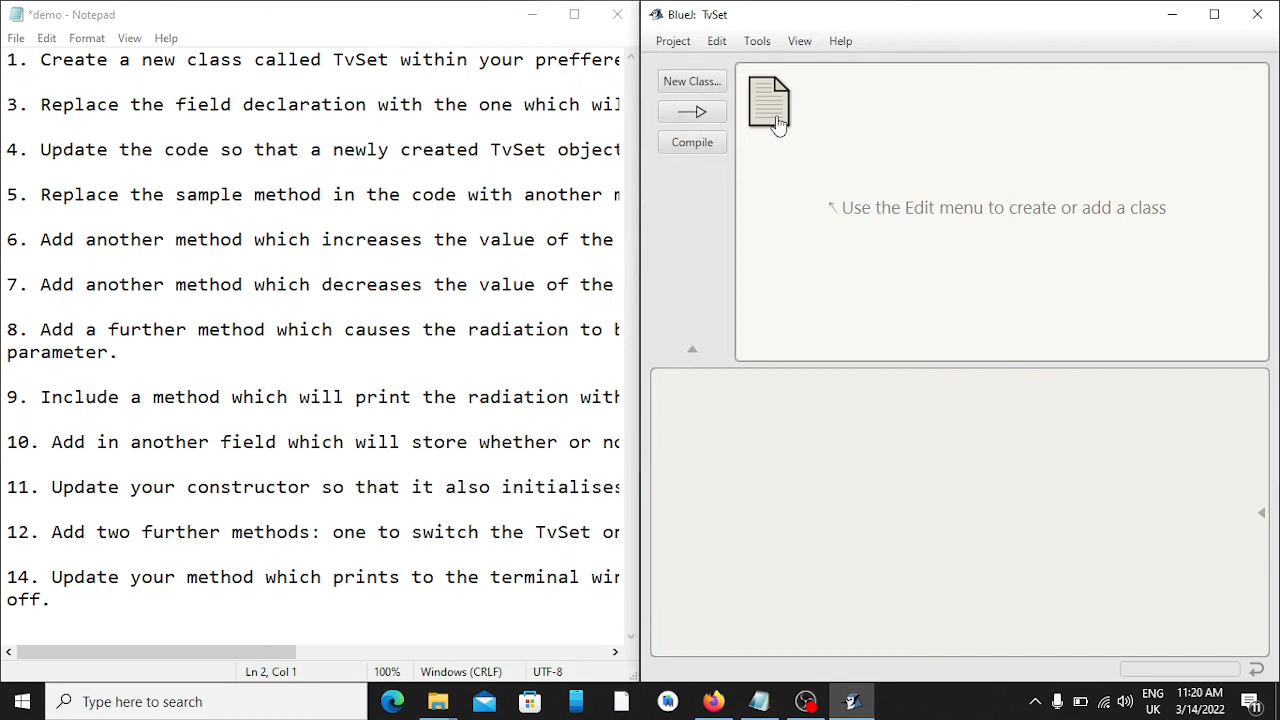 *demo - Notepad
File Edit Format View Help
1. Create a new class called TvSet within your preffere
3. Replace the field declaration with the one which wil
4. Update the code so that a newly created TvSet object
5. Replace the sample method in the code with another m
6. Add another method which increases the value of the
7. Add another method which decreases the value of the
8. Add a further method which causes the radiation to b
parameter.
9. Include a method which will print the radiation with
10. Add in another field which will store whether or no
11. Update your constructor so that it also initialises
12. Add two further methods: one to switch the TvSet or
14. Update your method which prints to the terminal win
off.
Ln 2, Col 1 100% Windows (CRLF) UTF-8
BlueJ: TvSet
Project Edit Tools View Help
New Class...
Compile
Use the Edit menu to create or add a class
Type here to search
ENG
UK
11:20 AM
3/14/2022
11